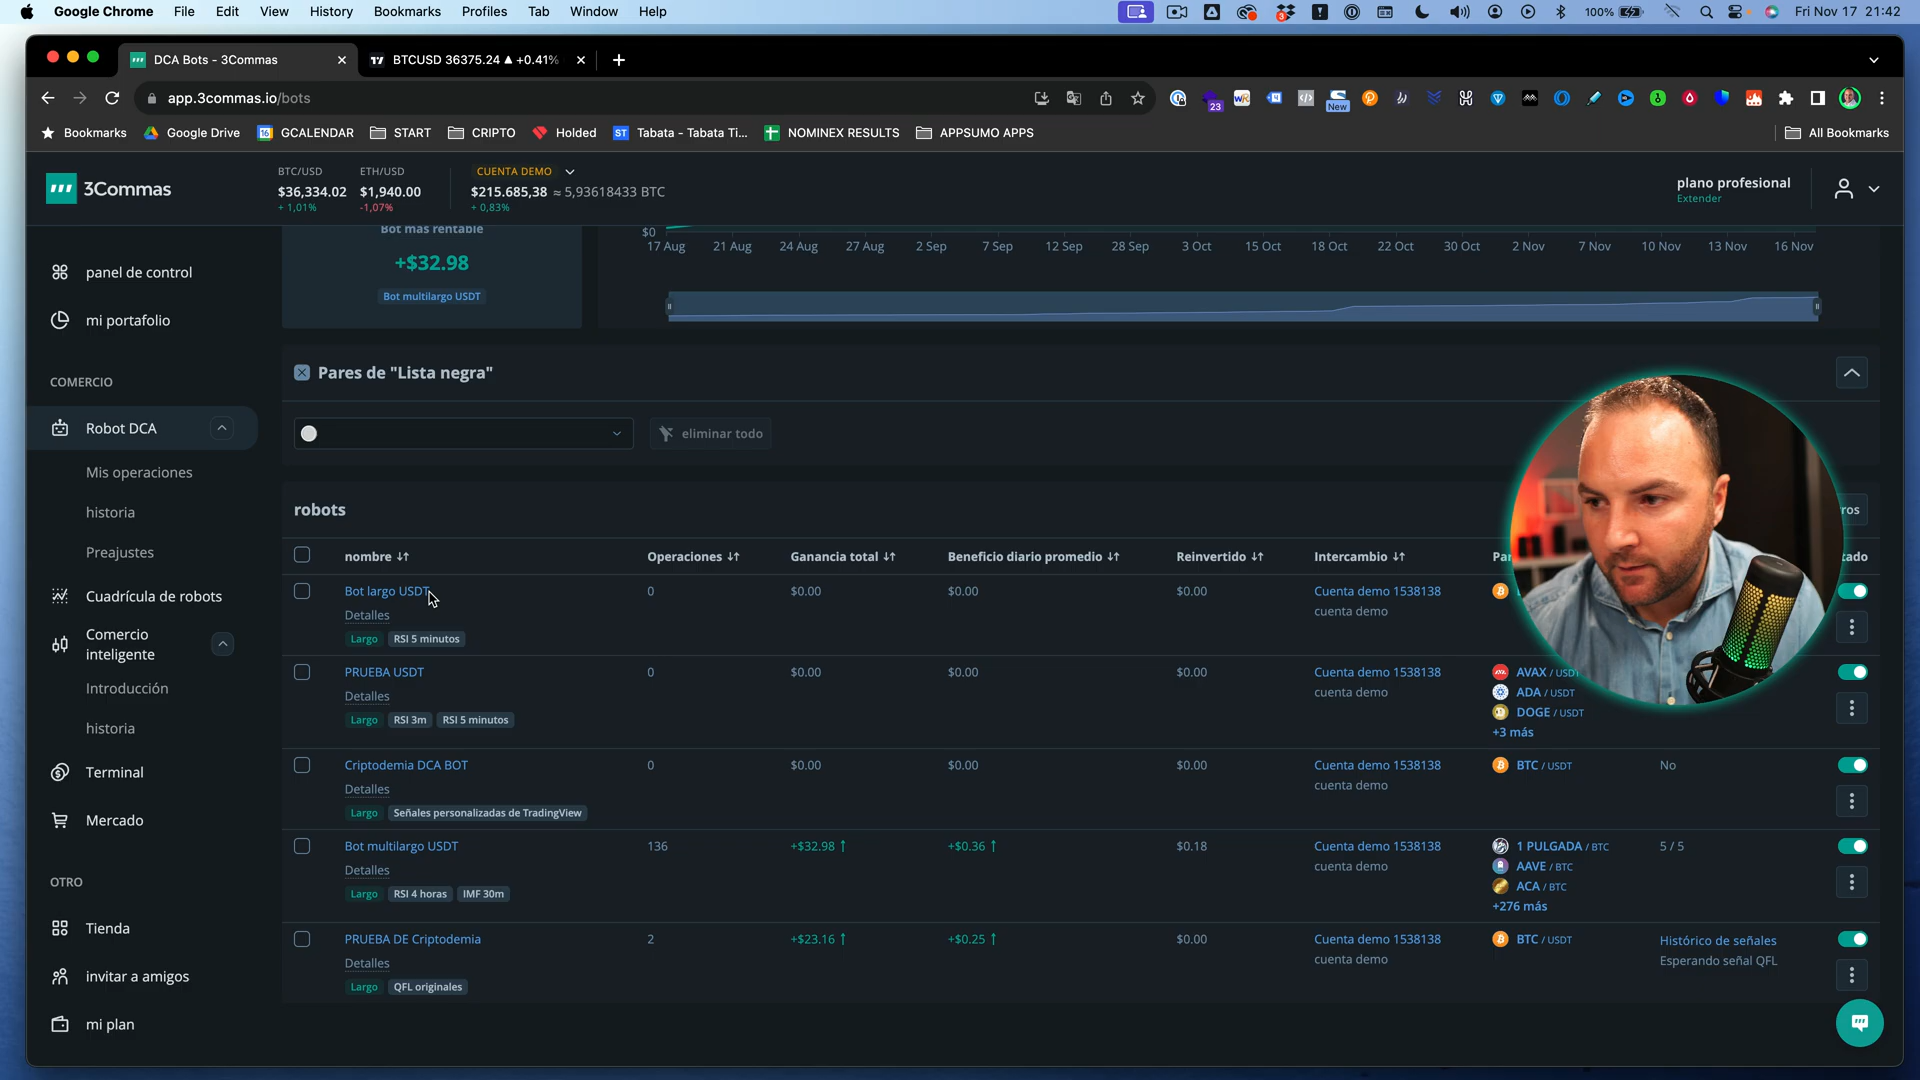 Google Chrome File Edit View History Bookmarks Profiles Tab Window Help
100% Fri Nov 17 21:42
DCA Bots - 3Commas
BTCUSD 36375.24 ▲ +0.41%
app.3commas.io/bots
23
New
Bookmarks Google Drive GCALENDAR START CRIPTO Holded Tabata - Tabata Ti... NOMINEX RESULTS APPSUMO APPS All Bookmarks
3Commas
BTC/USD
$36,334.02
+ 1,01%
ETH/USD
$1,940.00
-1,07%
CUENTA DEMO
$215.685,38 ≈ 5,93618433 BTC
+ 0,83%
plano profesional
Extender
panel de control
mi portafolio
COMERCIO
Robot DCA
Mis operaciones
historia
Preajustes
Cuadrícula de robots
Comercio
inteligente
Introducción
historia
Terminal
Mercado
OTRO
Tienda
invitar a amigos
mi plan
Bot más rentable
+$32.98
Bot multilargo USDT
$0
17 Aug 21 Aug 24 Aug 27 Aug 2 Sep 7 Sep 12 Sep 28 Sep 3 Oct 15 Oct 18 Oct 22 Oct 30 Oct 2 Nov 7 Nov 10 Nov 13 Nov 16 Nov
Pares de "Lista negra"
eliminar todo
robots
ros
nombre Operaciones Ganancia total Beneficio diario promedio Reinvertido Intercambio Par tado
Bot largo USDT 0 $0.00 $0.00 $0.00 Cuenta demo 1538138
Detalles cuenta demo
Largo RSI 5 minutos
PRUEBA USDT 0 $0.00 $0.00 $0.00 Cuenta demo 1538138 AVAX / USDT
Detalles cuenta demo ADA / USDT
Largo RSI 3m RSI 5 minutos DOGE / USDT
+3 más
Criptodemia DCA BOT 0 $0.00 $0.00 $0.00 Cuenta demo 1538138 BTC / USDT No
Detalles cuenta demo
Largo Señales personalizadas de TradingView
Bot multilargo USDT 136 +$32.98 ↑ +$0.36 ↑ $0.18 Cuenta demo 1538138 1 PULGADA / BTC 5 / 5
Detalles cuenta demo AAVE / BTC
Largo RSI 4 horas IMF 30m ACA / BTC
+276 más
PRUEBA DE Criptodemia 2 +$23.16 ↑ +$0.25 ↑ $0.00 Cuenta demo 1538138 BTC / USDT Histórico de señales
Detalles cuenta demo Esperando señal QFL
Largo QFL originales